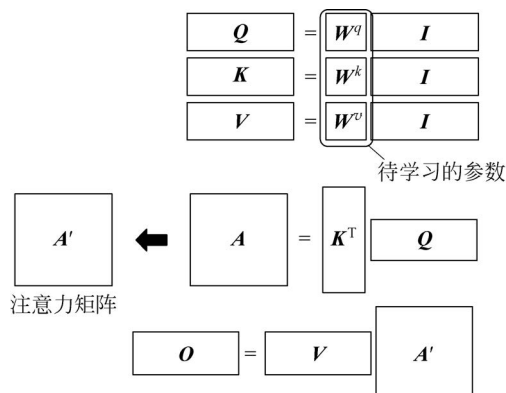 Q = W^q I
K = W^k I
V = W^v I
待学习的参数
A' A = K^T Q
注意力矩阵
O = V A'